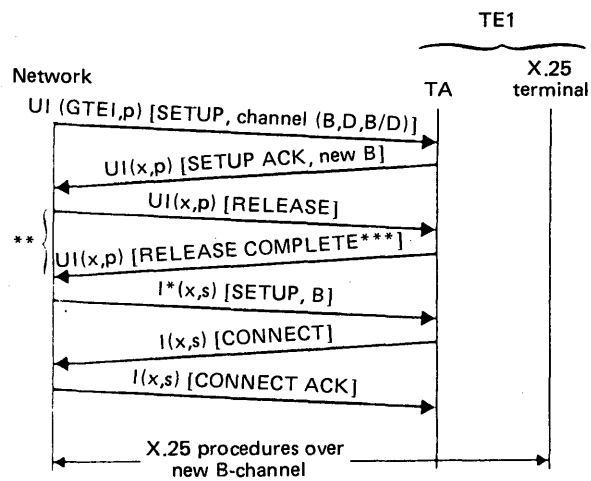 TE1
Network
TA
X.25
terminal
UI (GTEI,p) [SETUP, channel (B,D,B/D)]
UI(x,p) [SETUP ACK, new B]
UI(x,p) [RELEASE]
**
UI(x,p) [RELEASE COMPLETE***]
I*(x,s) [SETUP, B]
I(x,s) [CONNECT]
I(x,s) [CONNECT ACK]
X.25 procedures over
new B-channel